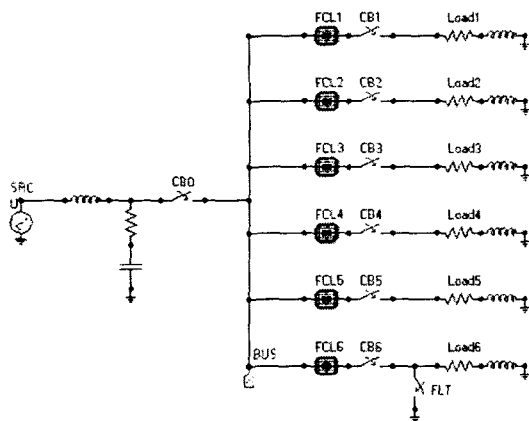 FCL1 CB1 Load1
FCL2 CB2 Load2
FCL3 CB3 Load3
SRC
U
CB0
FCL4 CB4 Load4
FCL5 CB5 Load5
BUS
FCL6 CB6 Load6
FLT